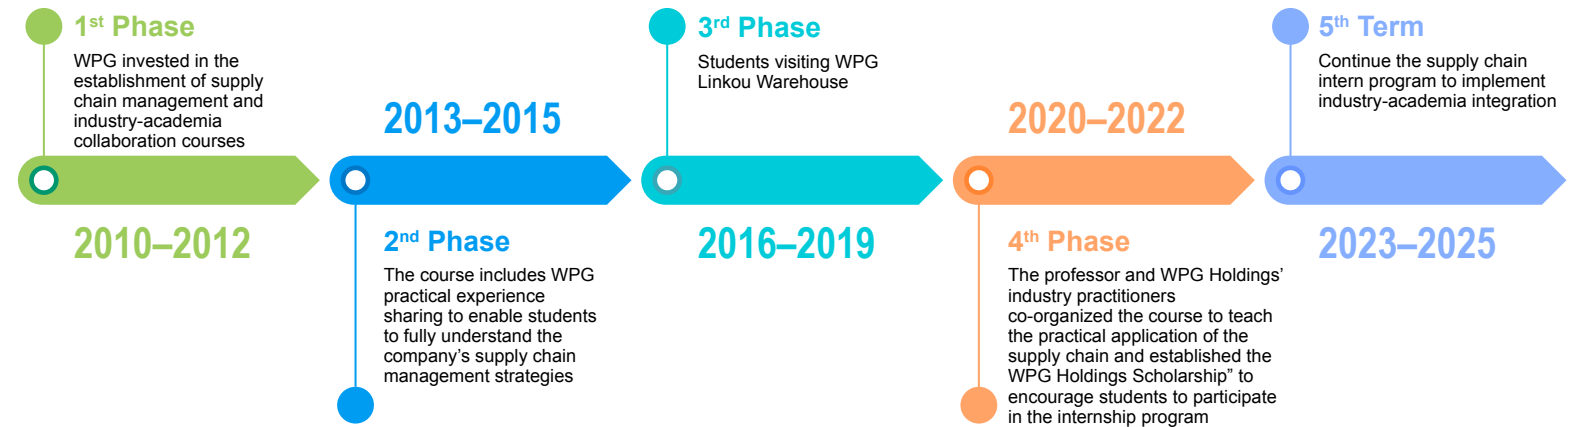 1st Phase
WPG invested in the
establishment of supply
chain management and
industry-academia
collaboration courses
2010–2012
2013–2015
2nd Phase
The course includes WPG
practical experience
sharing to enable students
to fully understand the
company’s supply chain
management strategies
3rd Phase
Students visiting WPG
Linkou Warehouse
2016–2019
2020–2022
4th Phase
The professor and WPG Holdings’
industry practitioners
co-organized the course to teach
the practical application of the
supply chain and established the
WPG Holdings Scholarship” to
encourage students to participate
in the internship program
5th Term
Continue the supply chain
intern program to implement
industry-academia integration
2023–2025